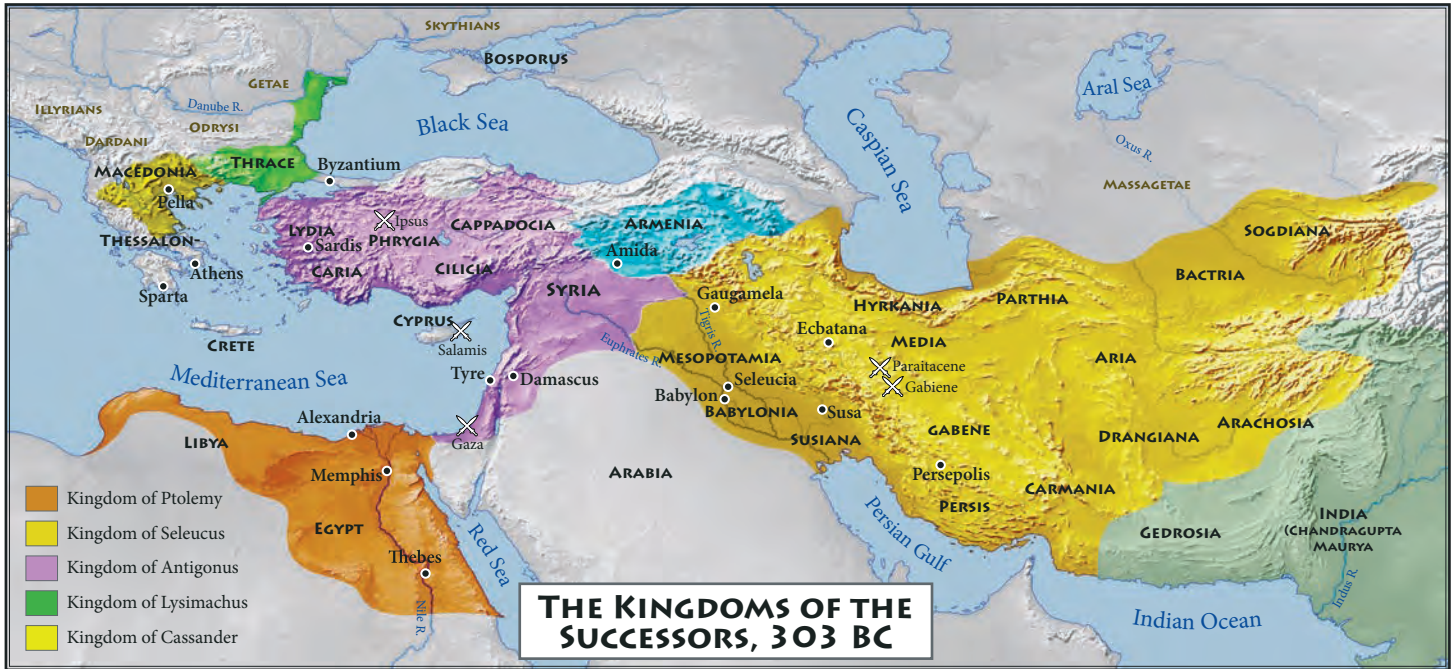 SKYTHIANS
BOSPORUS
GETAE
Aral Sea
Danube R.
ILLYRIANS
ODRYSI
Black Sea
Caspian Sea
DARDANI
Oxus R.
THRACE
Byzantium
MACEDONIA
MASSAGETAE
Pella
Ipsus
CAPPADOCIA
ARMENIA
LYDIA
SOGDIANA
THESSALON-
Sardis
PHRYGIA
Amida
Athens
CARIA
CILICIA
BACTRIA
Sparta
SYRIA
Gaugamela
HYRKANIA
PARTHIA
CYPRUS
Tigris R.
Ecbatana
MEDIA
CRETE
Salamis
Euphrates R.
MESOPOTAMIA
ARIA
Paraitacene
Mediterranean Sea
Tyre
Damascus
Seleucia
Gabiene
Babylon
BABYLONIA
Susa
Alexandria
ARACHOSIA
LIBYA
Gaza
SUSIANA
GABENE
DRANGIANA
Memphis
ARABIA
Persepolis
CARMANIA
Kingdom of Ptolemy
PERSIS
EGYPT
Red Sea
Persian Gulf
GEDROSIA
INDIA
(CHANDRAGUPTA
MAURYA
Kingdom of Seleucus
Thebes
Kingdom of Antigonus
Indus R.
Kingdom of Lysimachus
Nile R.
THE KINGDOMS OF THE
SUCCESSORS, 303 BC
Indian Ocean
Kingdom of Cassander